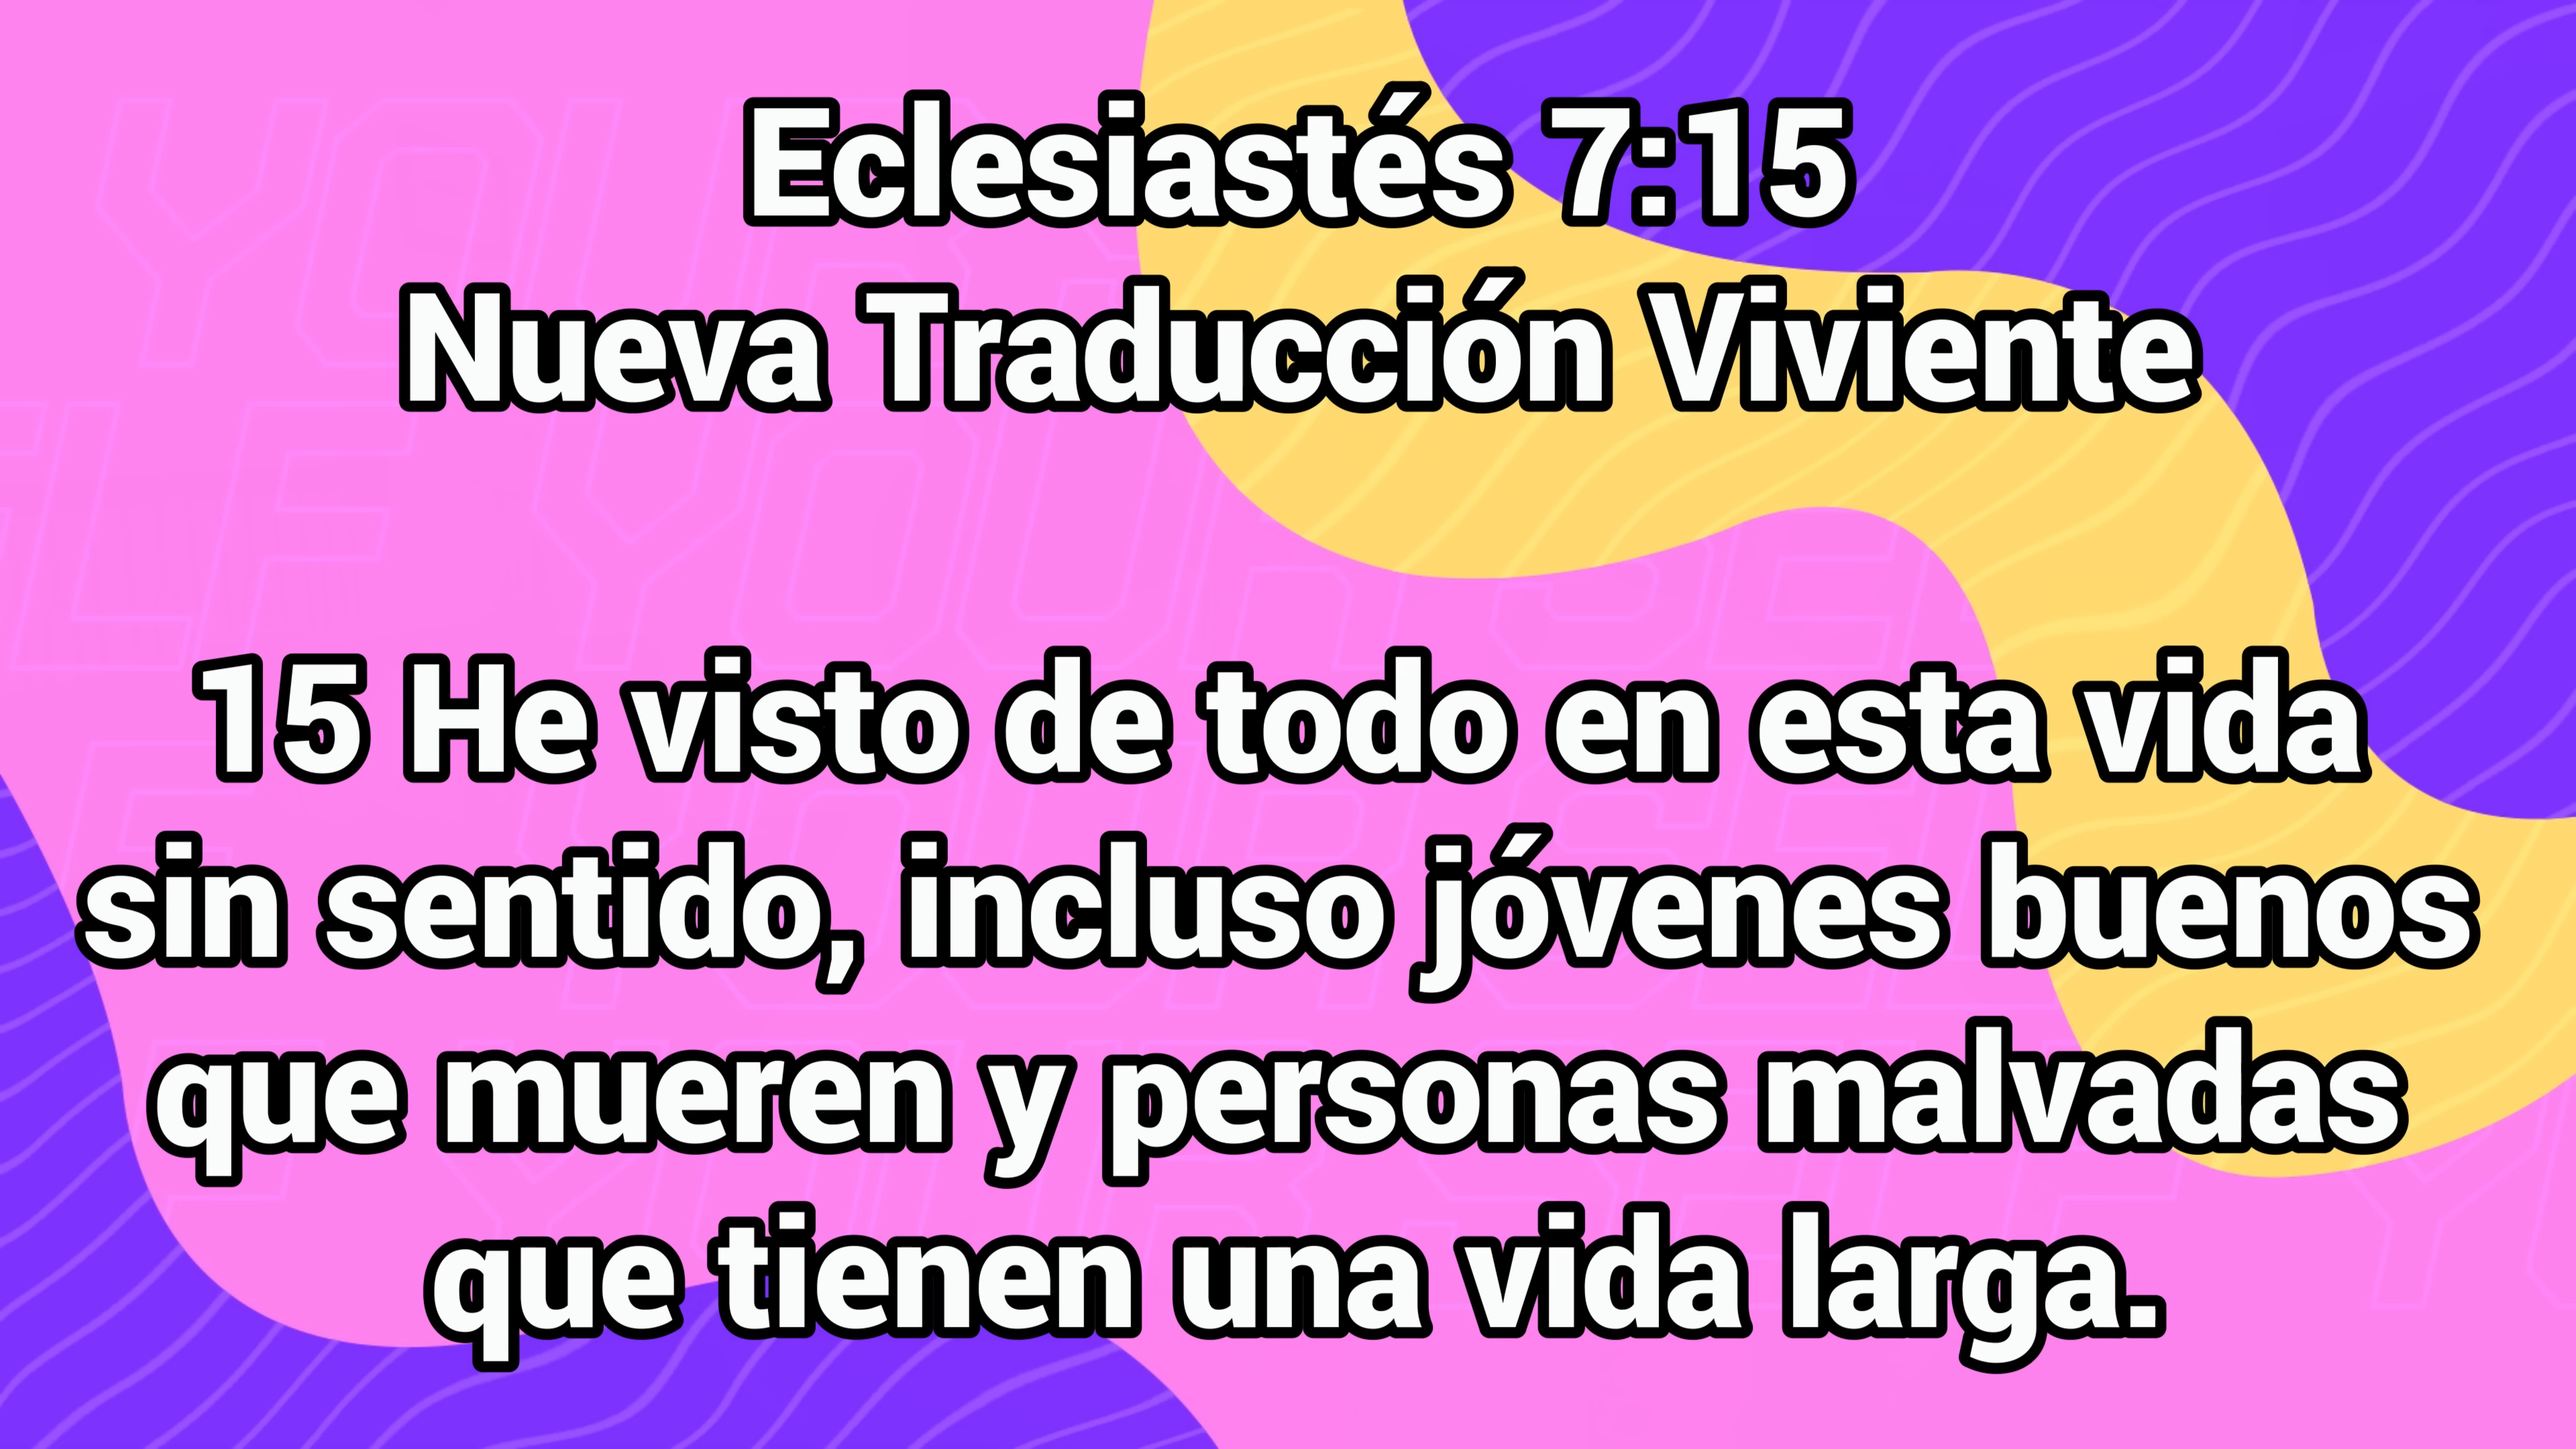 Eclesiastés 7:15
Nueva Traducción Viviente
15 He visto de todo en esta vida
sin sentido, incluso jóvenes buenos
que mueren y personas malvadas
que tienen una vida larga.